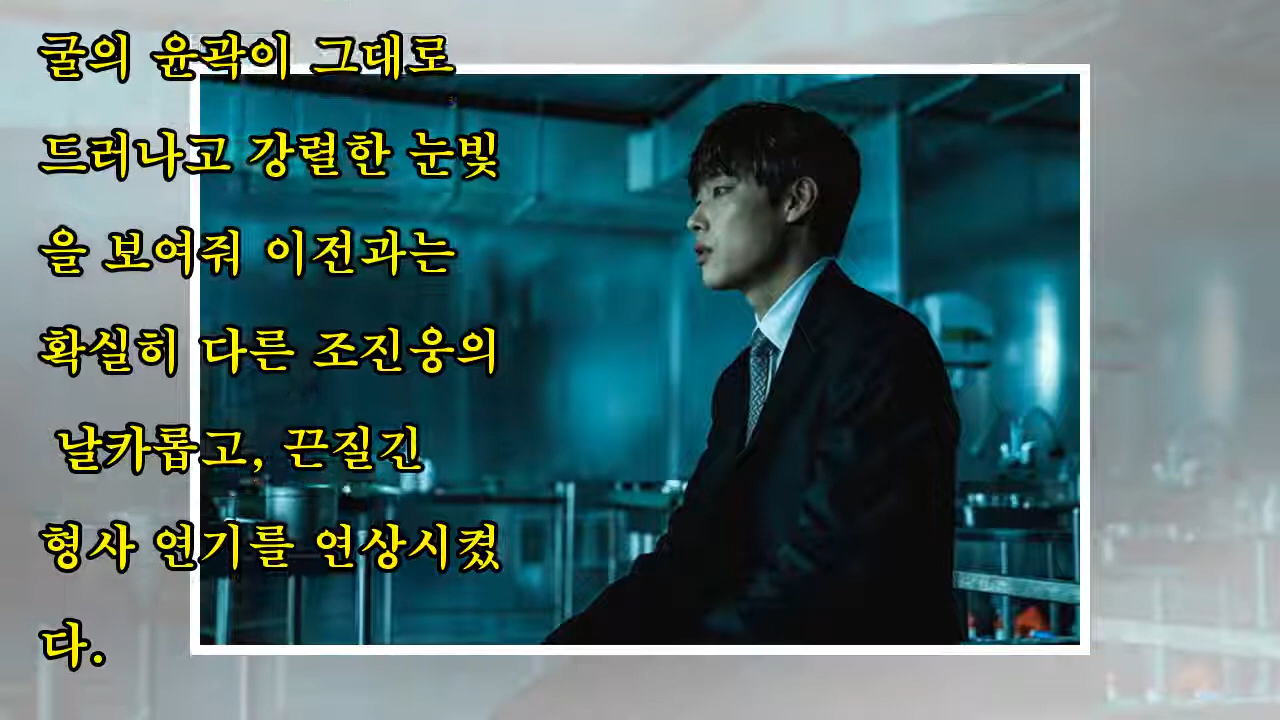 굴의 윤곽이 그대로
드러나고 강렬한 눈빛
을 보여줘 이전과는
확실히 다른 조진웅의
날카롭고, 끈질긴
형사 연기를 연상시켰
다.